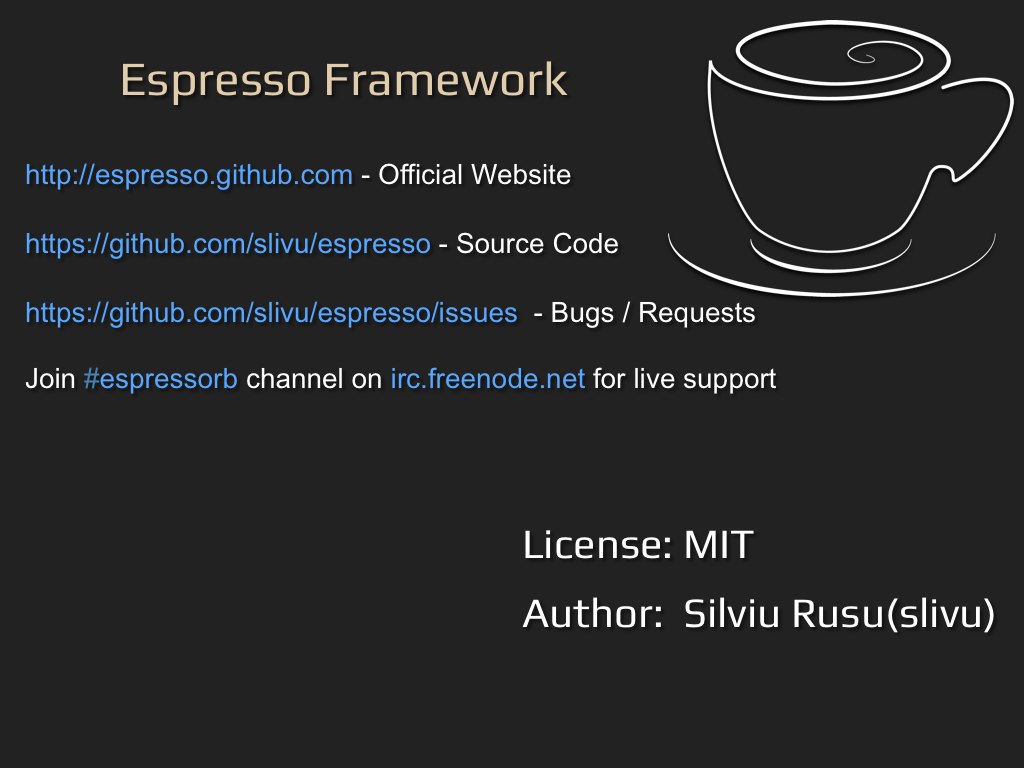 Espresso Framework
http://espresso.github.com - Official Website
https://github.com/slivu/espresso - Source Code
https://github.com/slivu/espresso/issues - Bugs / Requests
Join #espressorb channel on irc.freenode.net for live support
License: MIT
Author: Silviu Rusu(slivu)